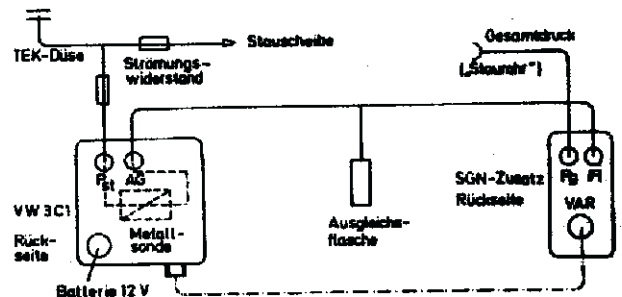 TEK-Düse
Strömungs-
widerstand
Stauscheibe
Gesamtdruck
(„Staurohr“)
Pst
AG
VW 3C1
Rück-
seite
Metall-
sonde
Batterie 12 V
Ausgleichs-
flasche
SGN-Zusatz
Rückseite
Pg
Fl
VAR